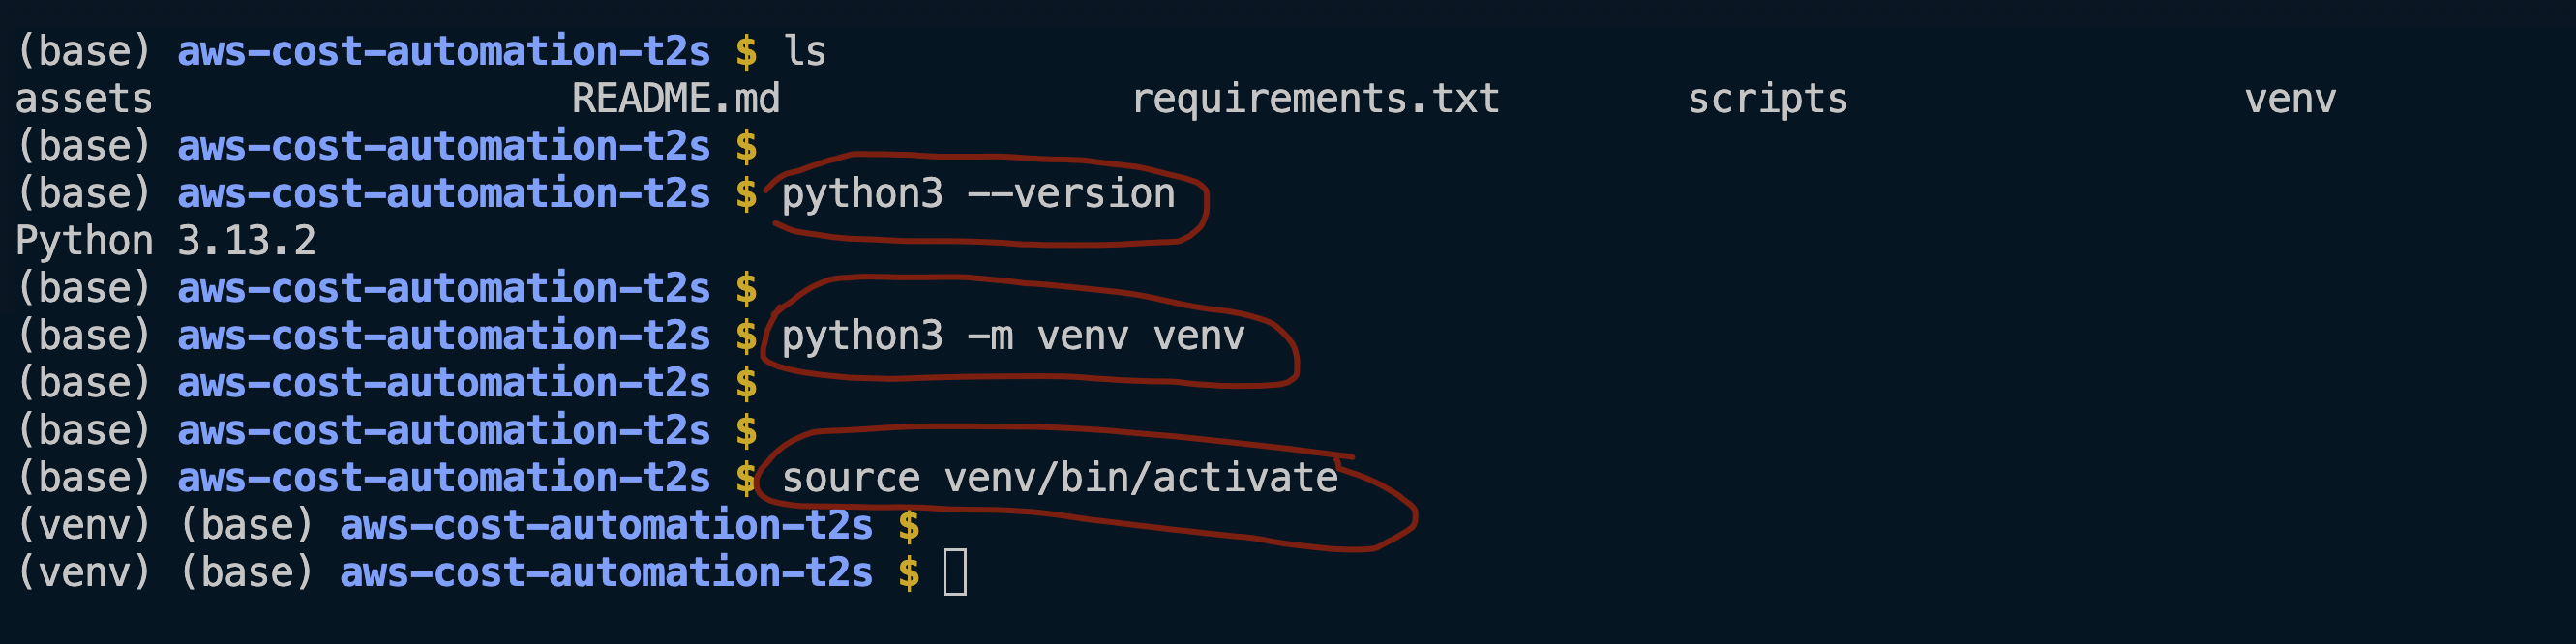 (base) aws-cost-automation-t2s $ ls
assets README.md requirements.txt scripts venv
(base) aws-cost-automation-t2s $
(base) aws-cost-automation-t2s $ python3 --version
Python 3.13.2
(base) aws-cost-automation-t2s $
(base) aws-cost-automation-t2s $ python3 -m venv venv
(base) aws-cost-automation-t2s $
(base) aws-cost-automation-t2s $
(base) aws-cost-automation-t2s $ source venv/bin/activate
(venv) (base) aws-cost-automation-t2s $
(venv) (base) aws-cost-automation-t2s $